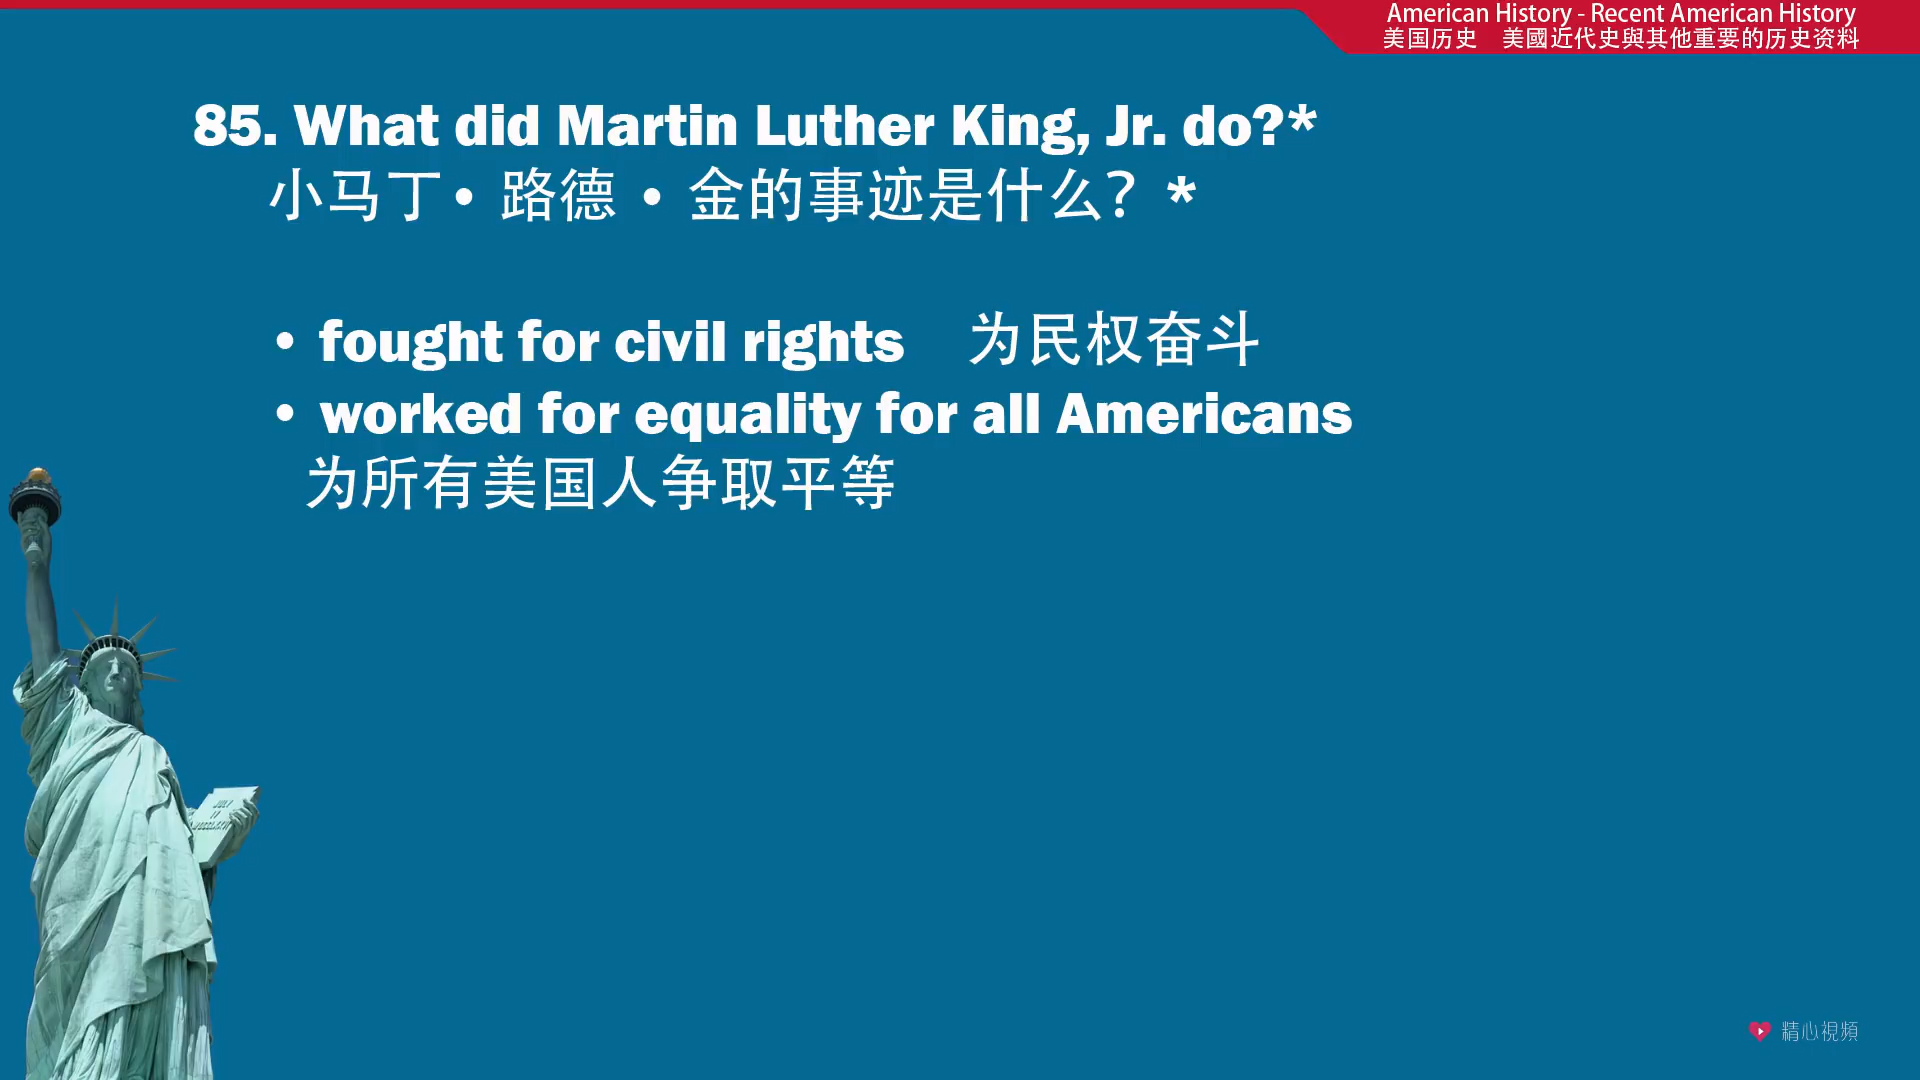 American History - Recent American History
美国历史 美國近代史與其他重要的历史资料
85. What did Martin Luther King, Jr. do?*
小马丁• 路德 • 金的事迹是什么？*
• fought for civil rights 为民权奋斗
• worked for equality for all Americans
为所有美国人争取平等
JULY
IV
精心視頻